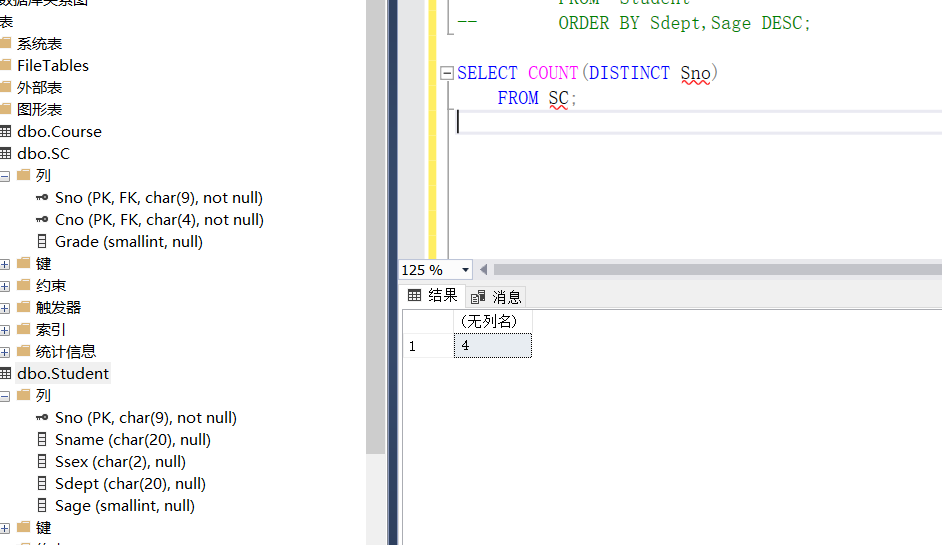 数据库关系图
表
系统表
FileTables
外部表
图形表
dbo.Course
dbo.SC
列
Sno (PK, FK, char(9), not null)
Cno (PK, FK, char(4), not null)
Grade (smallint, null)
键
约束
触发器
索引
统计信息
dbo.Student
列
Sno (PK, char(9), not null)
Sname (char(20), null)
Ssex (char(2), null)
Sdept (char(20), null)
Sage (smallint, null)
键
FROM Student
-- ORDER BY Sdept,Sage DESC;
SELECT COUNT(DISTINCT Sno)
FROM SC;
125 %
结果 消息
(无列名)
1 4